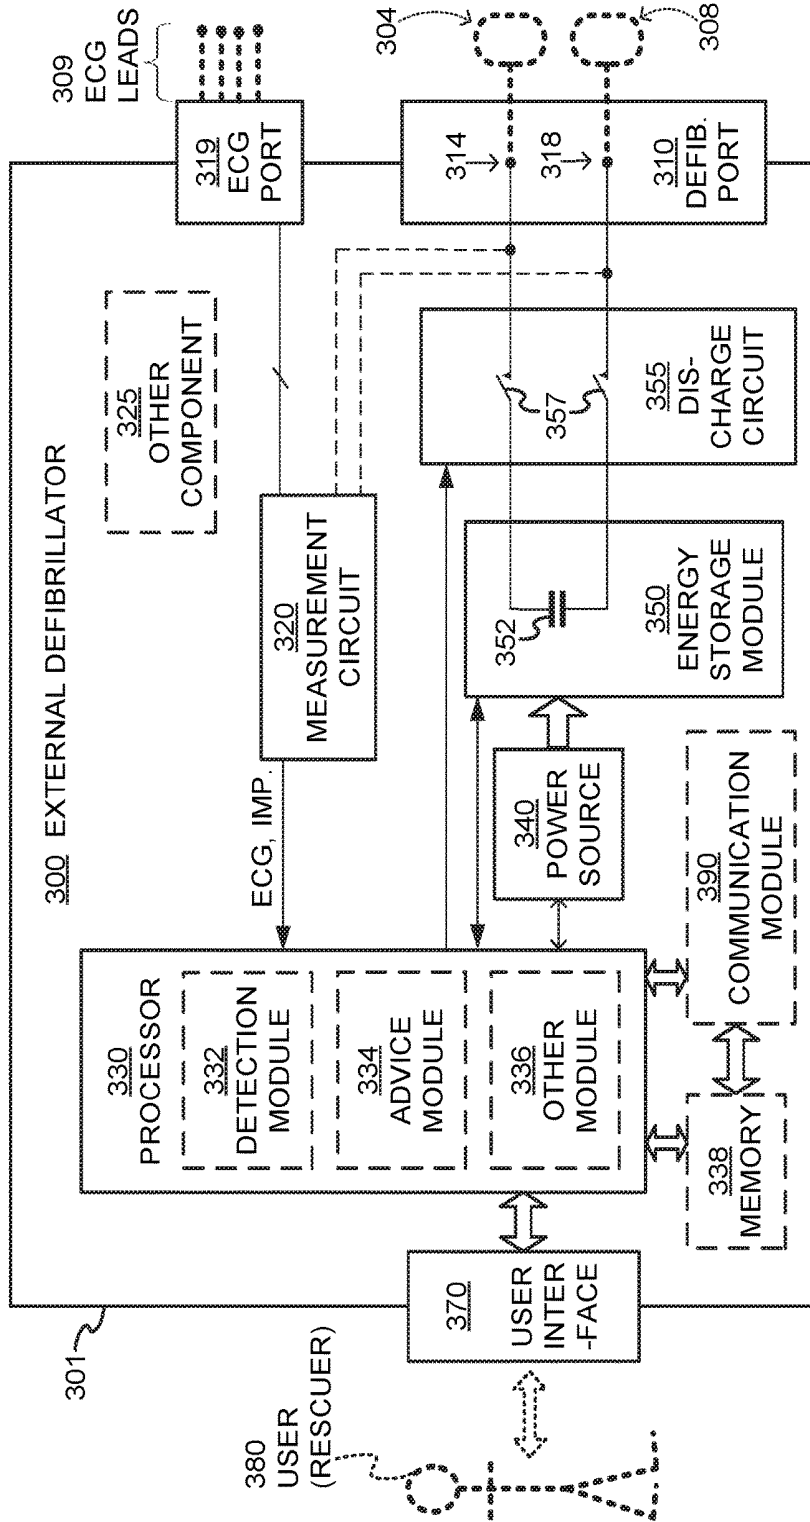 300 EXTERNAL DEFIBRILLATOR
301
380
USER
(RESCUER)
370
USER
INTER
-FACE
330
PROCESSOR
332
DETECTION
MODULE
334
ADVICE
MODULE
336
OTHER
MODULE
338
MEMORY
390
COMMUNICATION
MODULE
ECG, IMP.
320
MEASUREMENT
CIRCUIT
325
OTHER
COMPONENT
340
POWER
SOURCE
352
350
ENERGY
STORAGE
MODULE
357
355
DIS-
CHARGE
CIRCUIT
319
ECG
PORT
309
ECG
LEADS
314
318
310
DEFIB.
PORT
304
308